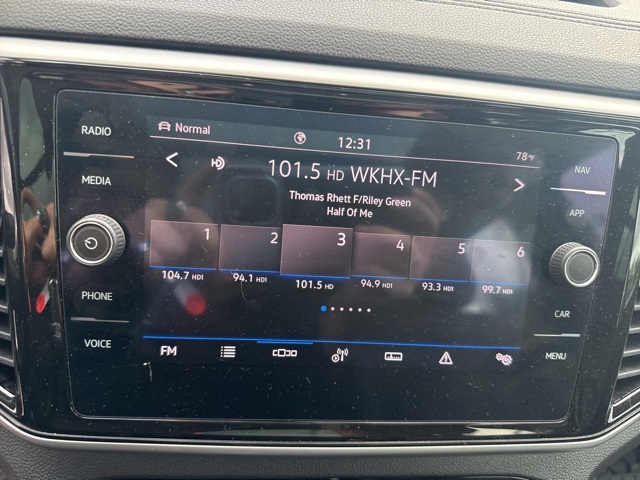 RADIO
MEDIA
PHONE
VOICE
Normal
12:31
78°F
HD
101.5 HD WKHX-FM
Thomas Rhett F/Riley Green
Half Of Me
1 2 3 4 5 6
104.7 HD1 94.1 HD1 101.5 HD 94.9 HD1 93.3 HD1 99.7 HD1
FM
NAV
APP
CAR
MENU